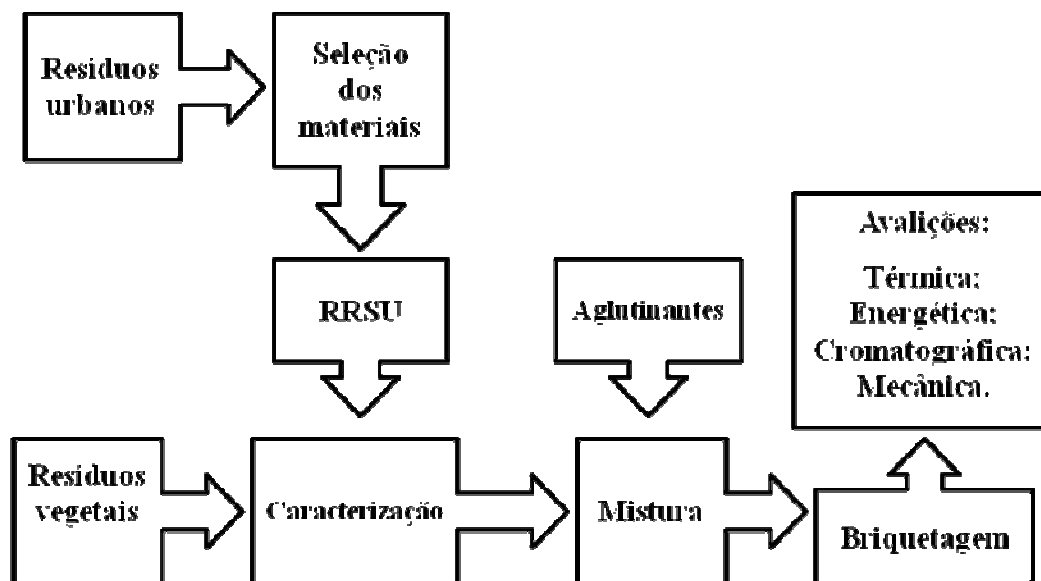 Resíduos
urbanos
Seleção
dos
materiais
RRSU
Aglutinantes
Avalições:
Térmica;
Energética;
Cromatográfica;
Mecânica.
Resíduos
vegetais
Caracterização
Mistura
Briquetagem